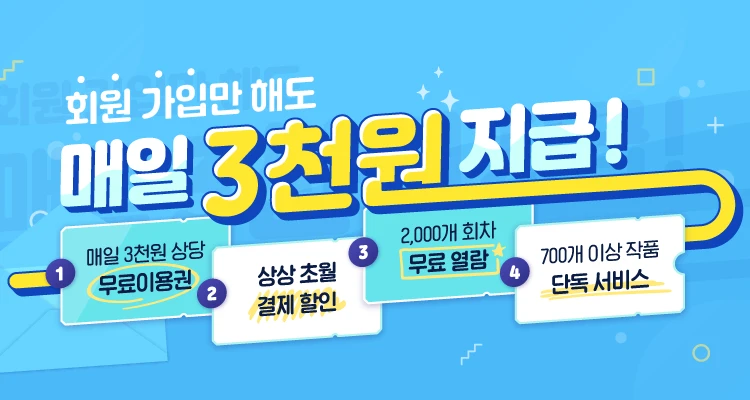 회원 가입만 해도
매일 3천원 지급!
1
매일 3천원 상당
무료이용권
2
상상 초월
결제 할인
3
2,000개 회차
무료 열람
4
700개 이상 작품
단독 서비스